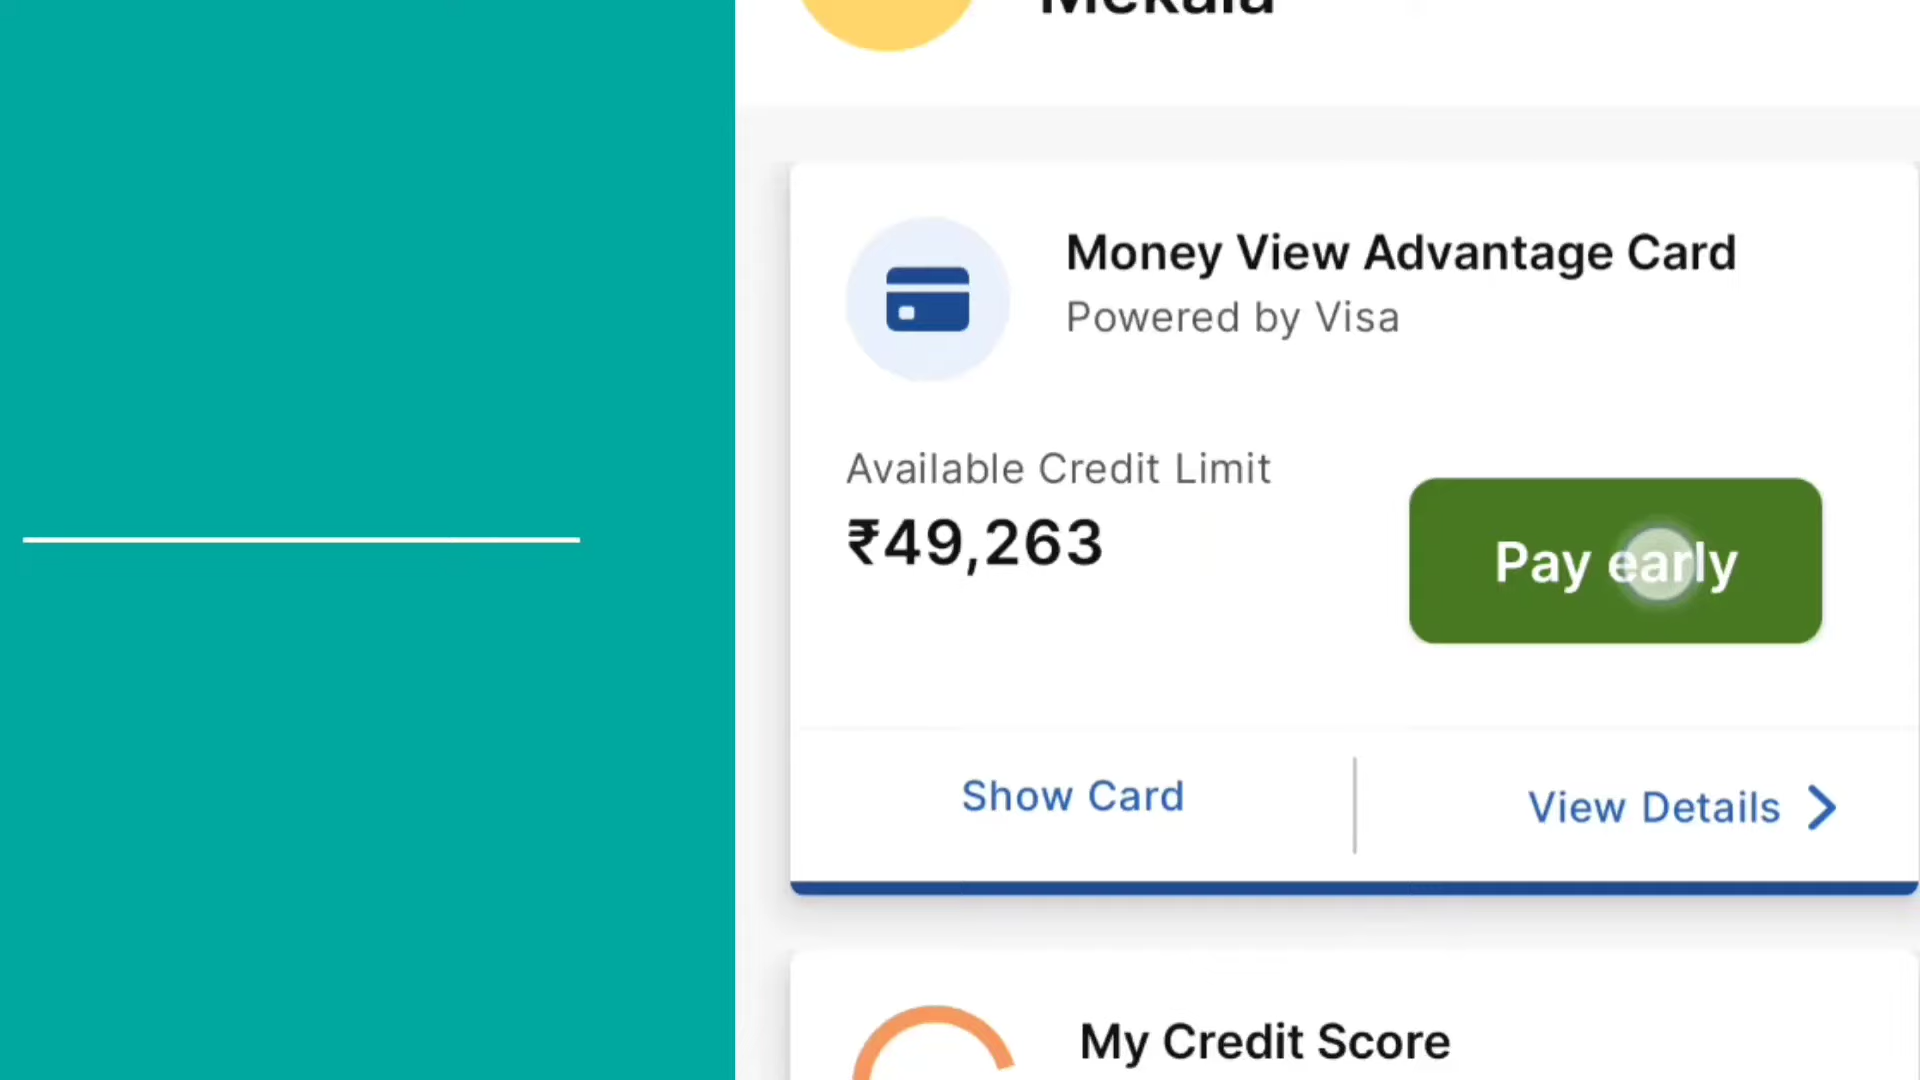 Mekala
Money View Advantage Card
Powered by Visa
Available Credit Limit
₹49,263
Pay early
Show Card
View Details
My Credit Score